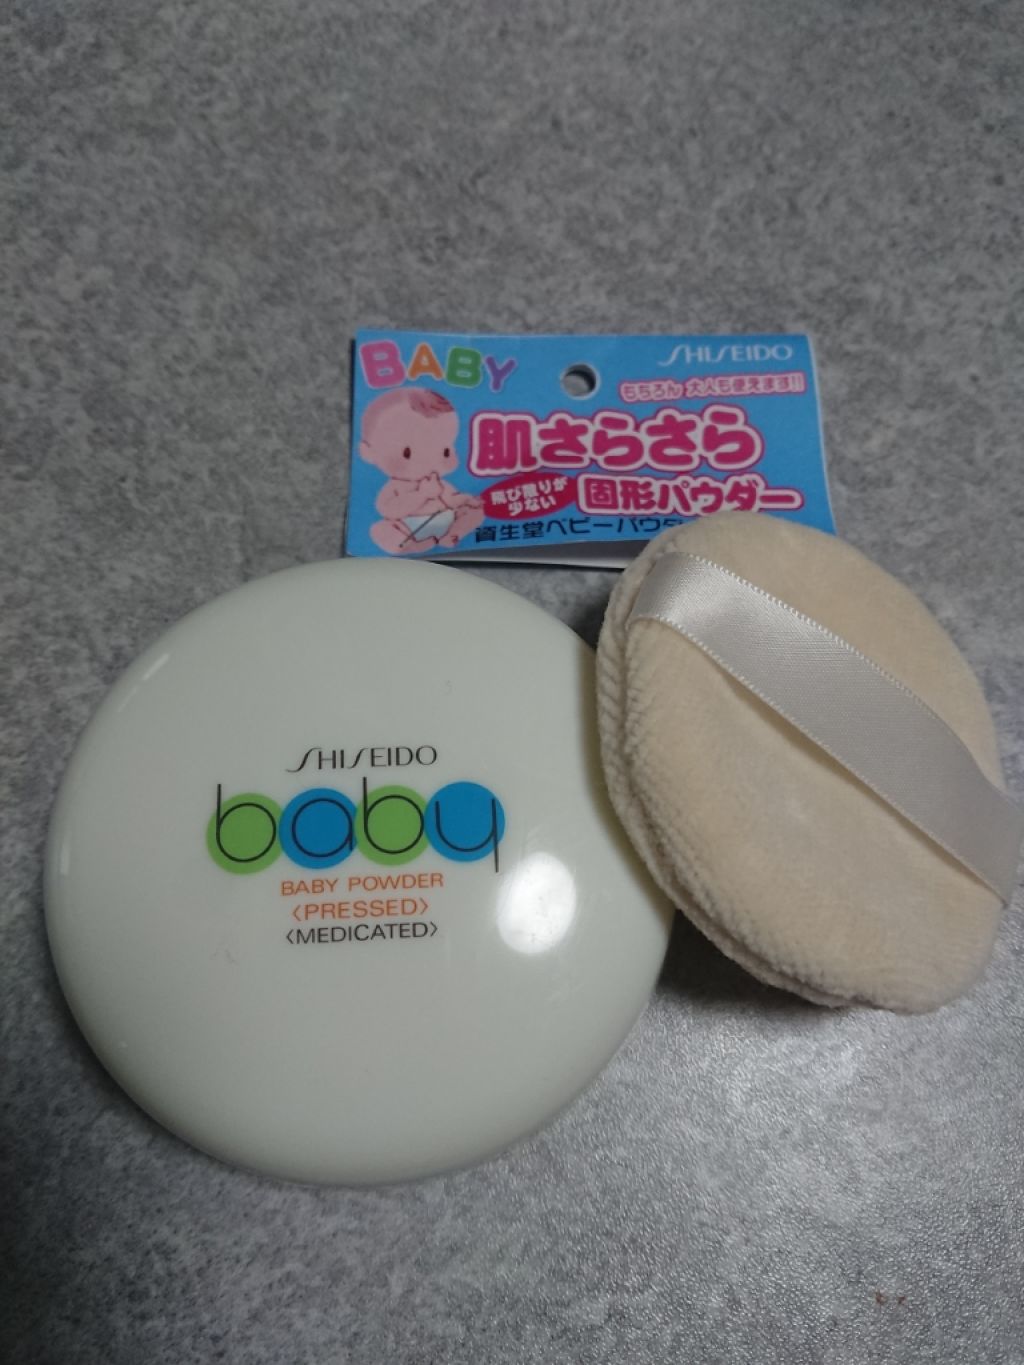 BABY
SHISEIDO
もちろん 大人も使えます!!
肌さらさら
飛び散りが
少ない
固形パウダー
資生堂ベビーパウダ
SHISEIDO
baby
BABY POWDER
〈PRESSED〉
〈MEDICATED〉